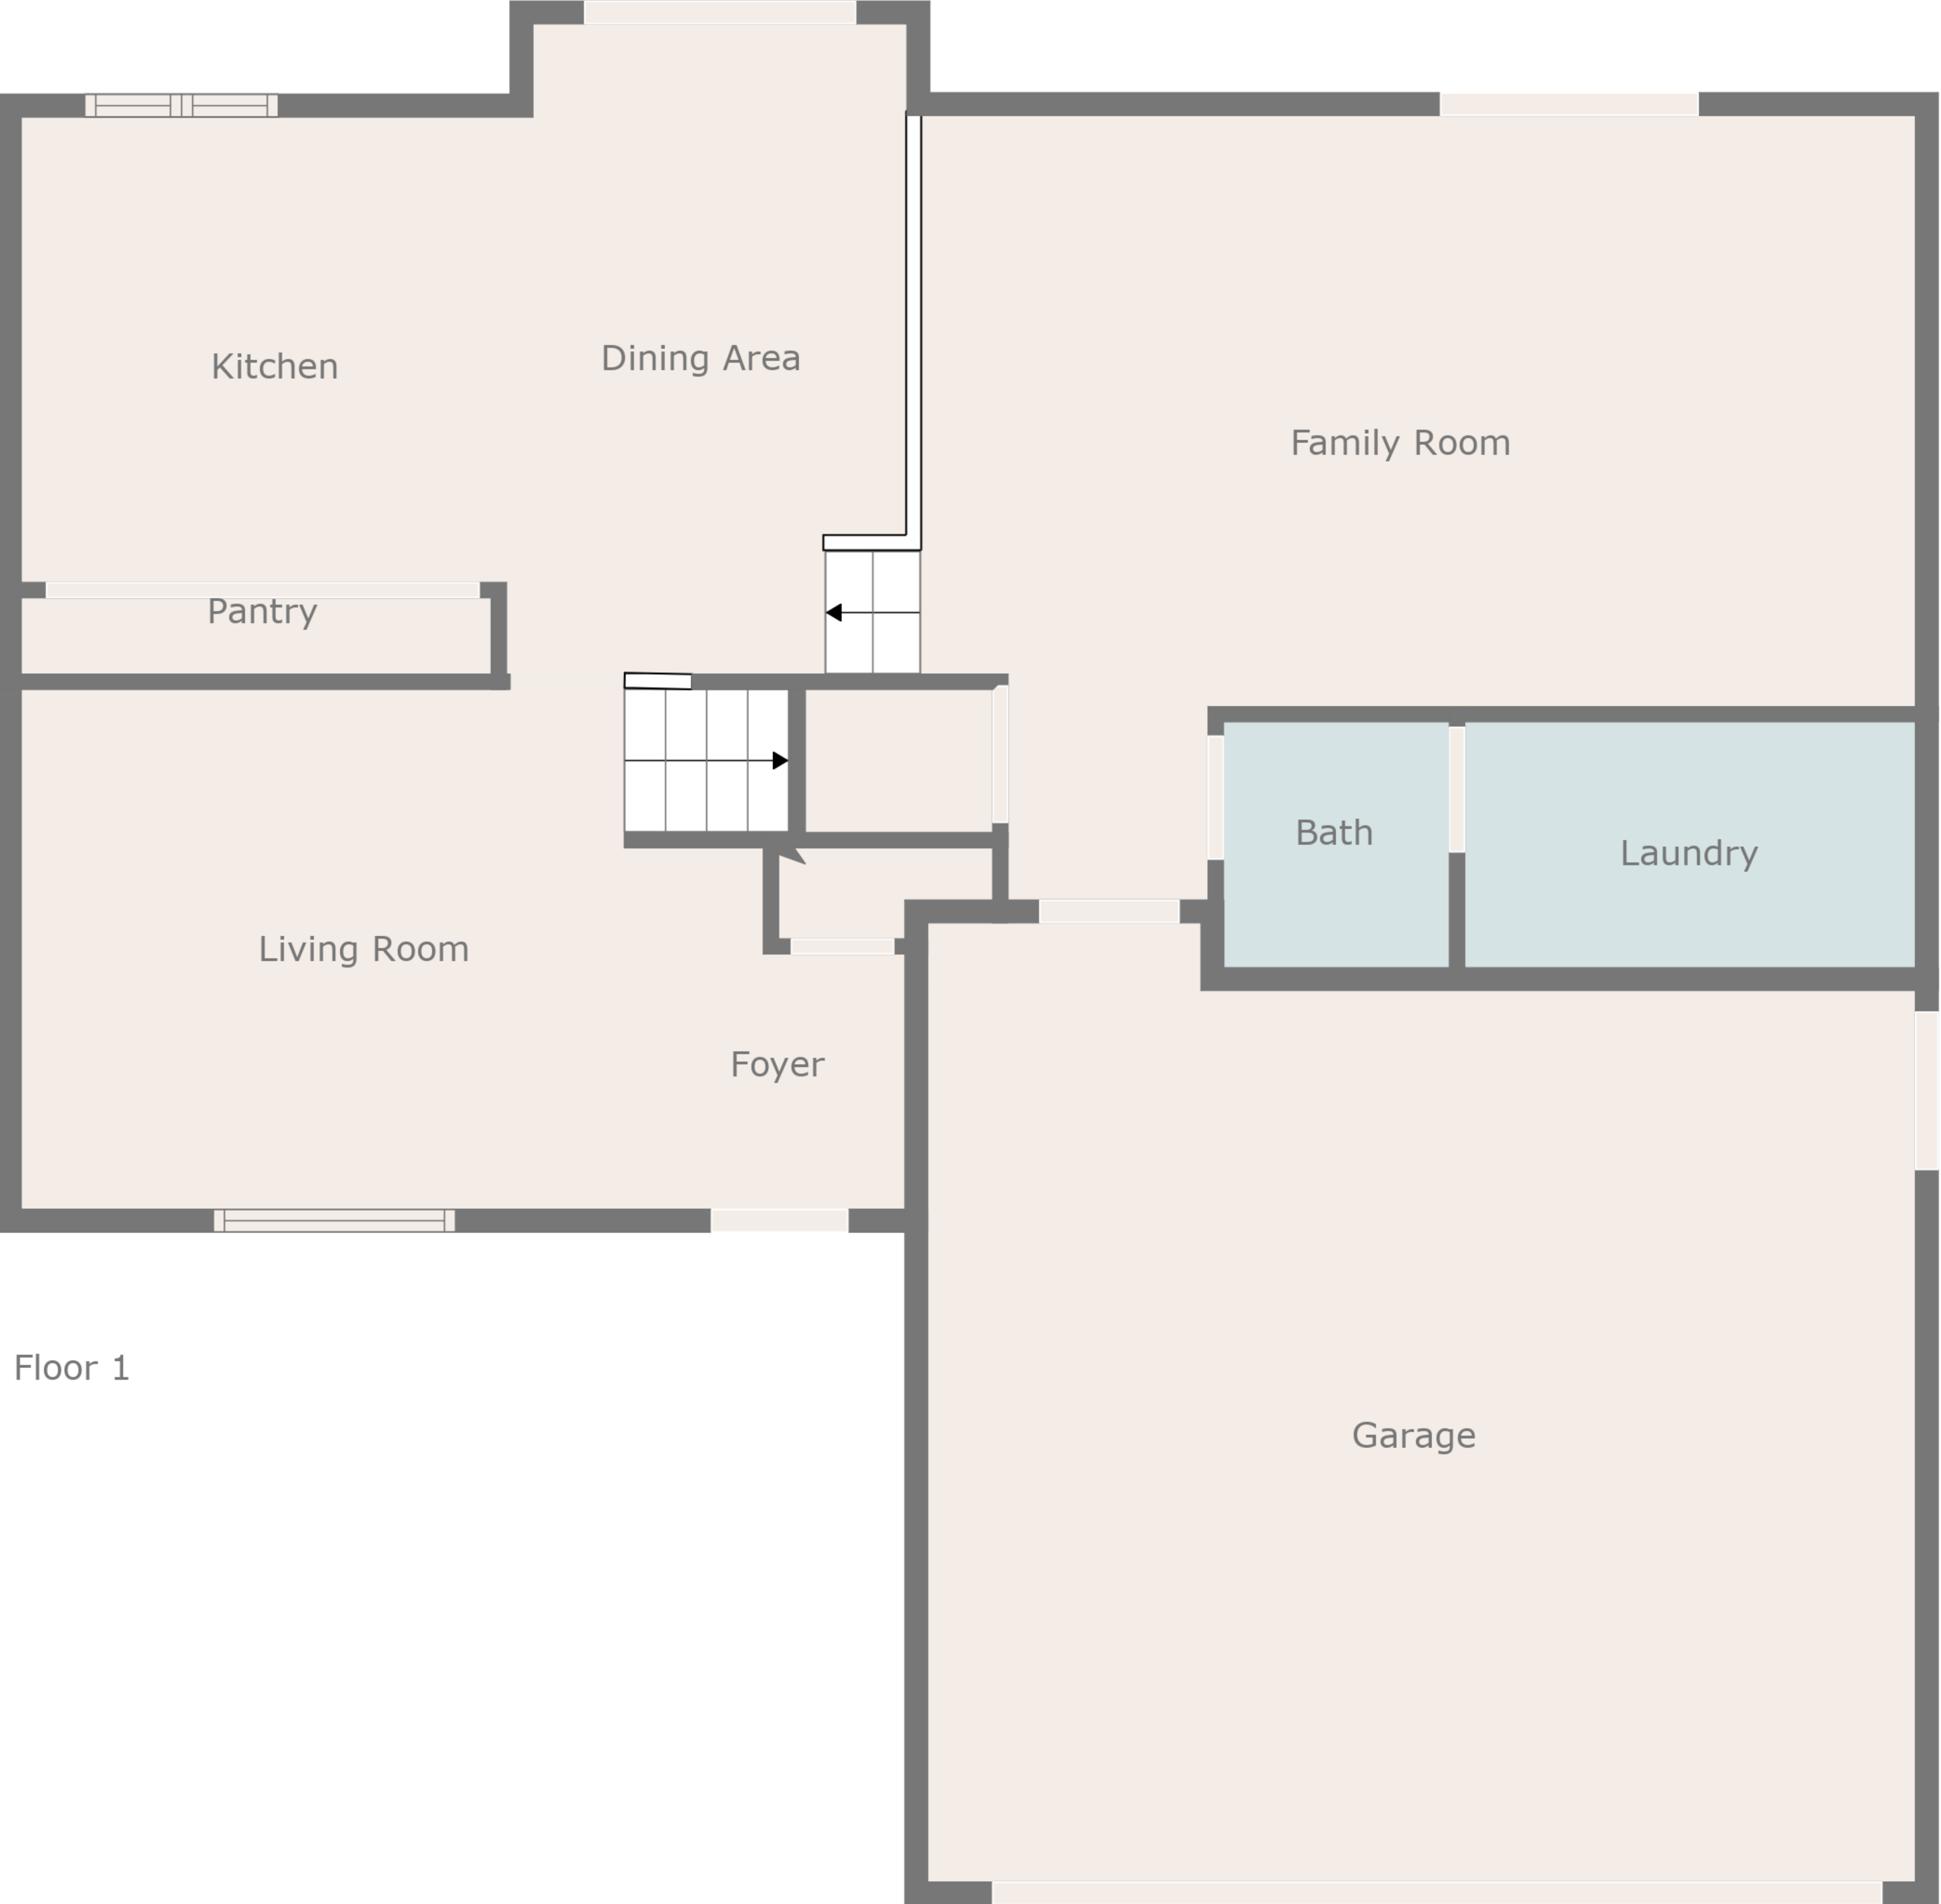 Kitchen
Dining Area
Family Room
Pantry
Bath
Laundry
Living Room
Foyer
Floor 1
Garage